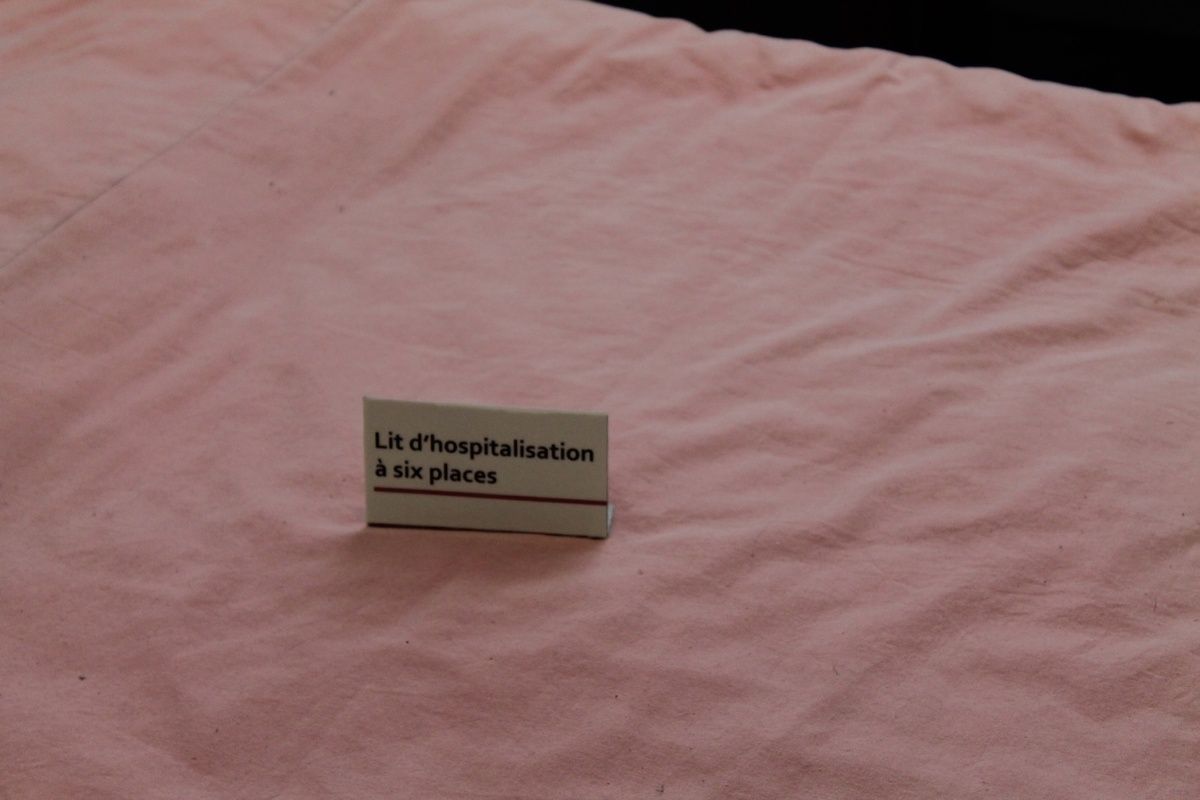 Lit d'hospitalisation
à six places